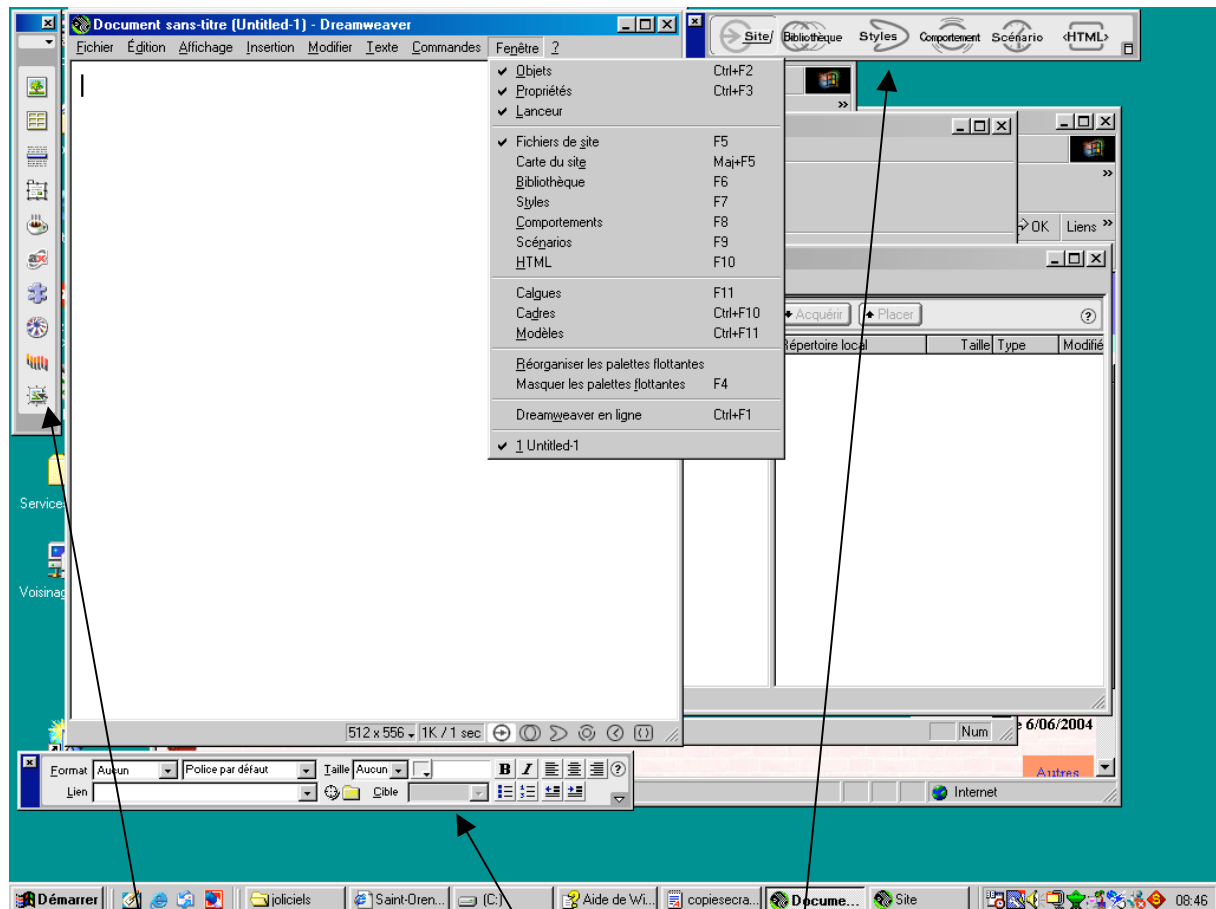 Document sans-titre (Untitled-1) - Dreamweaver
Fichier Édition Affichage Insertion Modifier Texte Commandes Fenêtre ?
Site Bibliothèque Styles Comportement Scénario <HTML>
Objets Ctrl+F2
Propriétés Ctrl+F3
Lanceur
Fichiers de site F5
Carte du site Maj+F5
Bibliothèque F6
Styles F7
Comportements F8
Scénarios F9
HTML F10
Calques F11
Cadres Ctrl+F10
Modèles Ctrl+F11
Réorganiser les palettes flottantes
Masquer les palettes flottantes F4
Dreamweaver en ligne Ctrl+F1
1 Untitled-1
»
»
OK Liens »
Acquérir Placer ?
Répertoire local Taille Type Modifié
Service
Voisinag
512 x 556 1K / 1 sec
Num
6/06/2004
Autres
Format Aucun Police par défaut Taille Aucun B I ?
Lien Cible
Internet
Démarrer joliciels Saint-Oren... (C:) Aide de Wi... copiesecra... Docume... Site 08:46